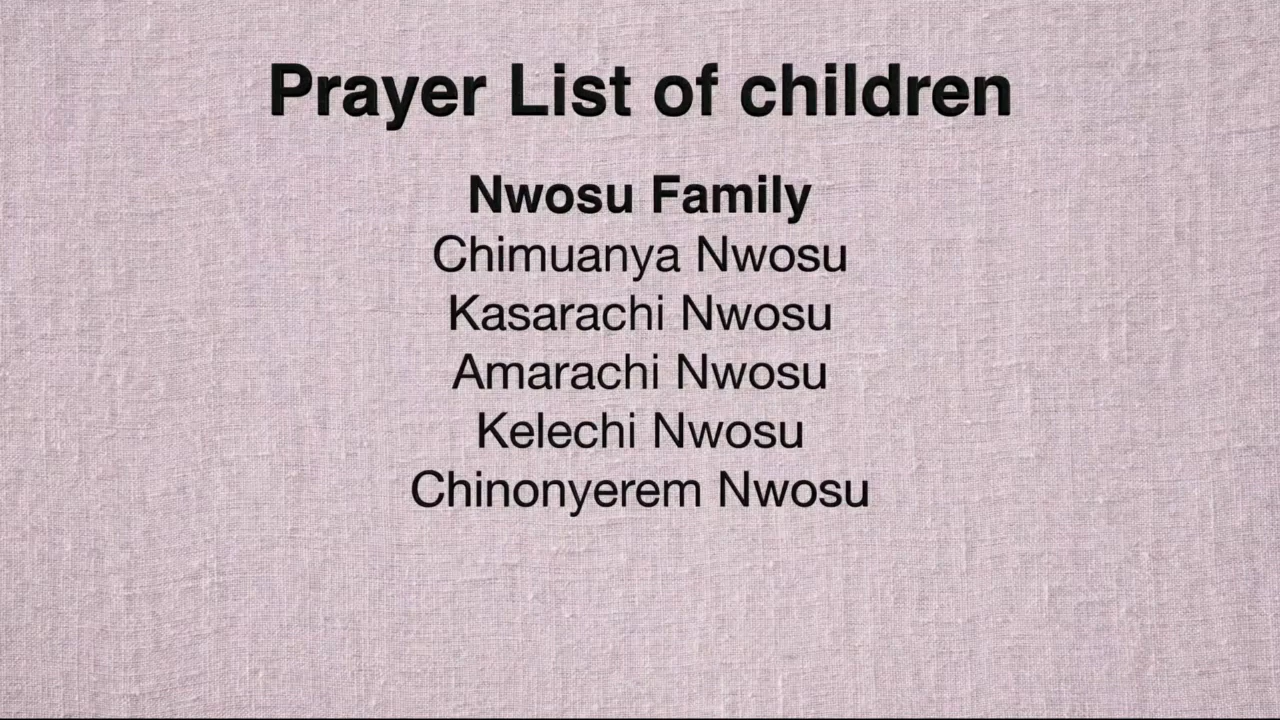 Prayer List of children
Nwosu Family
Chimuanya Nwosu
Kasarachi Nwosu
Amarachi Nwosu
Kelechi Nwosu
Chinonyerem Nwosu